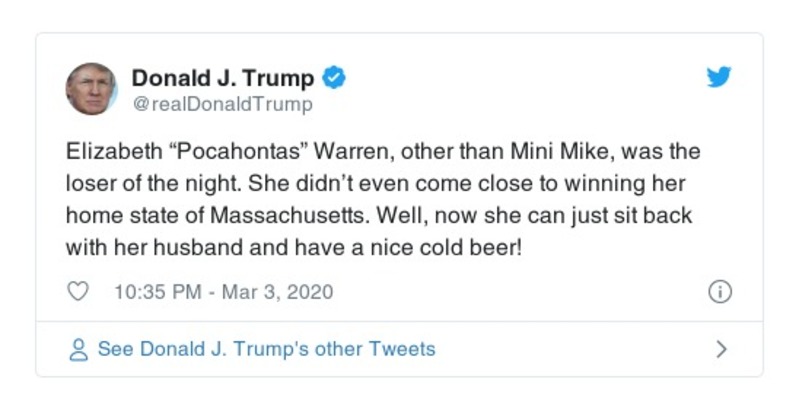 Donald J. Trump
@realDonaldTrump
Elizabeth “Pocahontas” Warren, other than Mini Mike, was the
loser of the night. She didn’t even come close to winning her
home state of Massachusetts. Well, now she can just sit back
with her husband and have a nice cold beer!
10:35 PM - Mar 3, 2020
See Donald J. Trump's other Tweets